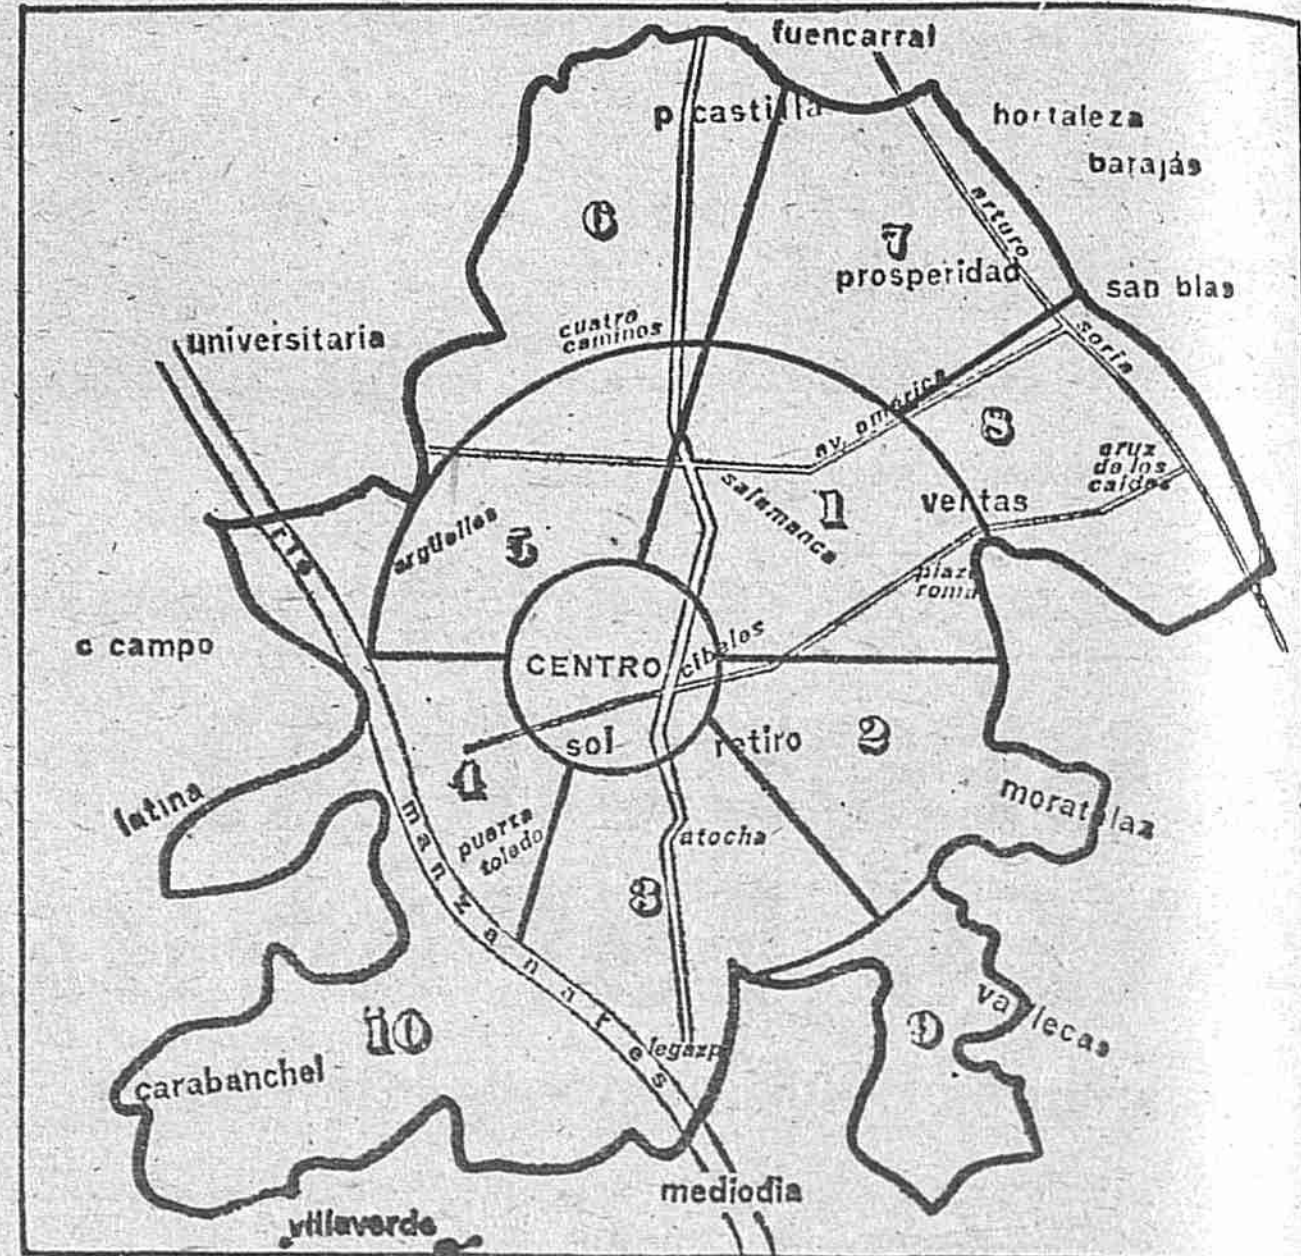 fuencarral
p castilla
hortaleza
barajás
6
arturo
7
prosperidad
san blas
cuatro
caminos
soria
universitaria
av. américa
8
cruz
de los
caidos
salamanca
1
ventas
argüelles
5
rio
plaza
roma
c campo
CENTRO
cibeles
sol
retiro
2
4
latina
moratalaz
manzanares
puerta
toledo
atocha
3
vallecas
10
9
legazpi
carabanchel
mediodia
villaverde